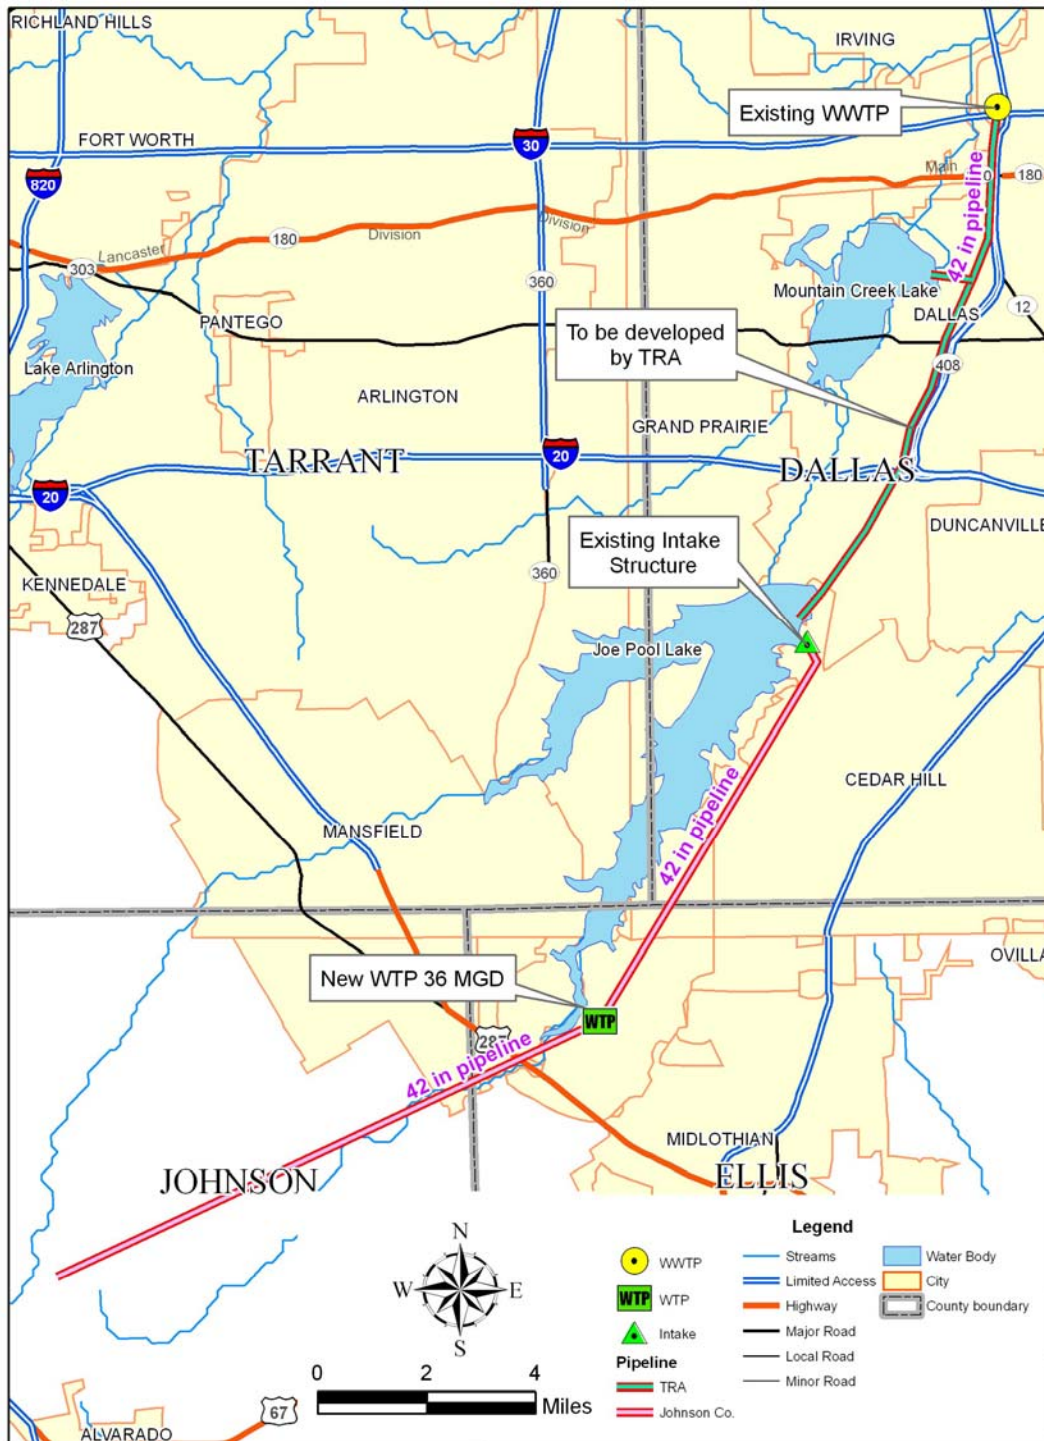 RICHLAND HILLS
IRVING
Existing WWTP
FORT WORTH
30
820
Main
180
42 in pipeline
Lancaster
180
Division
Division
303
360
Mountain Creek Lake
DALLAS
12
PANTEGO
To be developed
by TRA
Lake Arlington
408
ARLINGTON
GRAND PRAIRIE
TARRANT
20
DALLAS
20
DUNCANVILLE
Existing Intake
Structure
360
KENNEDALE
287
Joe Pool Lake
CEDAR HILL
42 in pipeline
MANSFIELD
OVILLA
New WTP 36 MGD
WTP
287
42 in pipeline
MIDLOTHIAN
JOHNSON
ELLIS
N
W E
S
Legend
WWTP
WTP WTP
Intake
Pipeline
TRA
Johnson Co.
Streams
Limited Access
Highway
Major Road
Local Road
Minor Road
Water Body
City
County boundary
0 2 4
Miles
67
ALVARADO